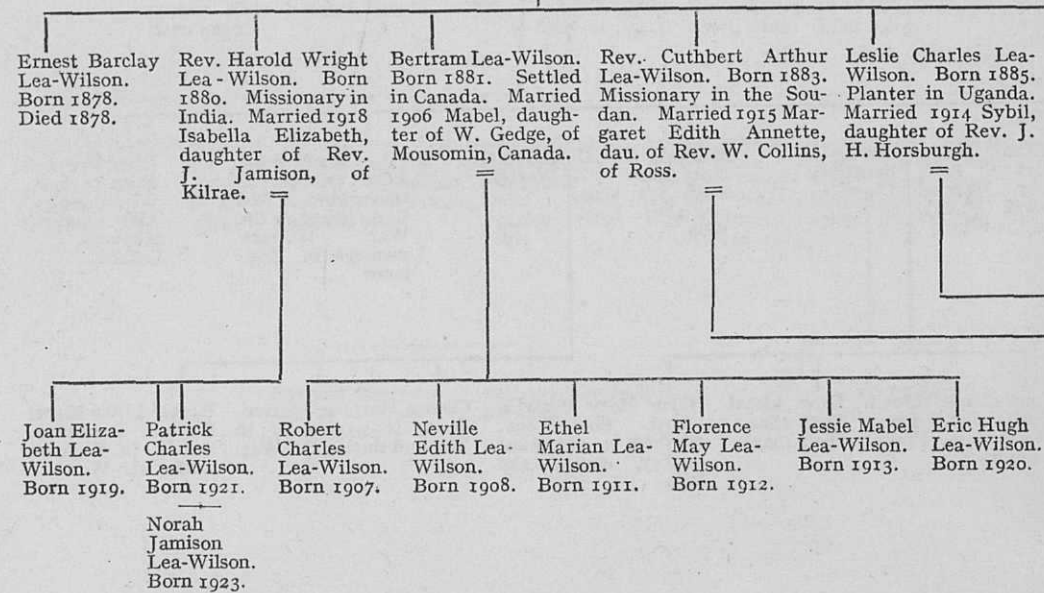 Ernest Barclay
Lea-Wilson.
Born 1878.
Died 1878.
Rev. Harold Wright
Lea-Wilson. Born
1880. Missionary in
India. Married 1918
Isabella Elizabeth,
daughter of Rev.
J. Jamison, of
Kilrae. =
Bertram Lea-Wilson.
Born 1881. Settled
in Canada. Married
1906 Mabel, daugh-
ter of W. Gedge, of
Mousomin, Canada.
=
Rev. Cuthbert Arthur
Lea-Wilson. Born 1883.
Missionary in the Sou-
dan. Married 1915 Mar-
garet Edith Annette,
dau. of Rev. W. Collins,
of Ross.
=
Leslie Charles Lea-
Wilson. Born 1885.
Planter in Uganda.
Married 1914 Sybil,
daughter of Rev. J.
H. Horsburgh.
=
Joan Eliza-
beth Lea-
Wilson.
Born 1919.
Patrick
Charles
Lea-Wilson.
Born 1921.
Norah
Jamison
Lea-Wilson.
Born 1923.
Robert
Charles
Lea-Wilson.
Born 1907.
Neville
Edith Lea-
Wilson.
Born 1908.
Ethel
Marian Lea-
Wilson.
Born 1911.
Florence
May Lea-
Wilson.
Born 1912.
Jessie Mabel
Lea-Wilson.
Born 1913.
Eric Hugh
Lea-Wilson.
Born 1920.